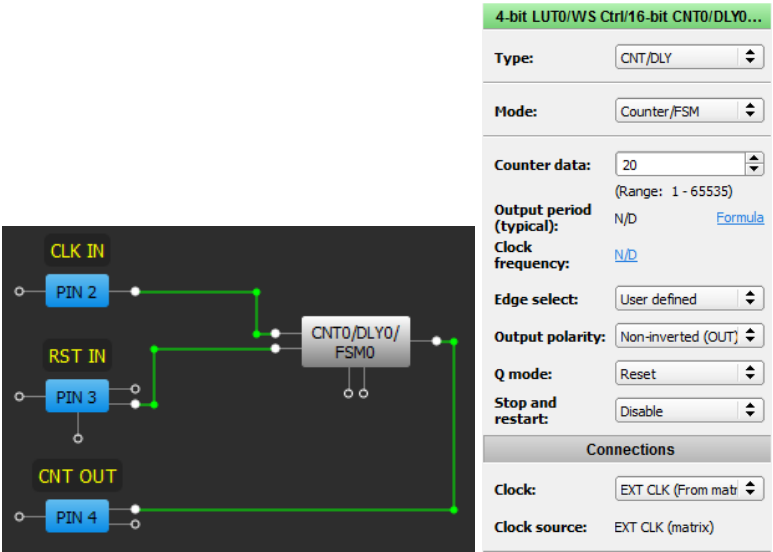 CLK IN
PIN 2
RST IN
PIN 3
CNT OUT
PIN 4
CNT0/DLY0/
FSM0
4-bit LUT0/WS Ctrl/16-bit CNT0/DLY0...
Type: CNT/DLY
Mode: Counter/FSM
Counter data: 20
(Range: 1 - 65535)
Output period
(typical): N/D Formula
Clock
frequency: N/D
Edge select: User defined
Output polarity: Non-inverted (OUT)
Q mode: Reset
Stop and
restart: Disable
Connections
Clock: EXT CLK (From matr
Clock source: EXT CLK (matrix)